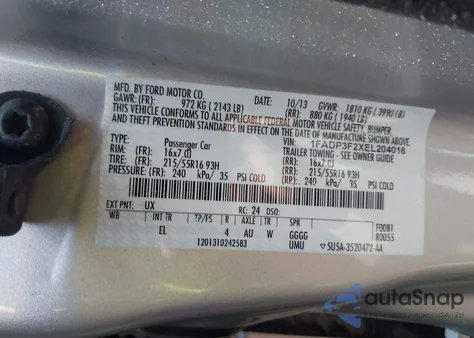 MFD. BY FORD MOTOR CO.
DATE: 10/13 GVWR: 1810 KG (3990 LB)
GAWR: (FR): 972 KG (2143 LB) (RR): 880 KG (1940 LB)
THIS VEHICLE CONFORMS TO ALL APPLICABLE FEDERAL MOTOR VEHICLE SAFETY, BUMPER,
AND THEFT PREVENTION STANDARDS IN EFFECT ON THE DATE OF MANUFACTURE SHOWN ABOVE.
VIN: 1FADP3F2XEL204016
TYPE: Passenger Car TRAILER TOWING - SEE OWNER GUIDE
RIM: (FR): 16x7.0J (RR): 16x7.0J
TIRE: (FR): 215/55R16 93H (RR): 215/55R16 93H
PRESSURE: (FR): 240 kPa/ 35 PSI COLD (RR): 240 kPa/ 35 PSI COLD
EXT PNT: UX RC: 24 DSO: F0081
WB INT TR TP/PS R AXLE TR SPR R0055
EL 4 AU W GGGG
1201310242583 UMU 5U5A-3520472-AA
autoSnap
US - EU